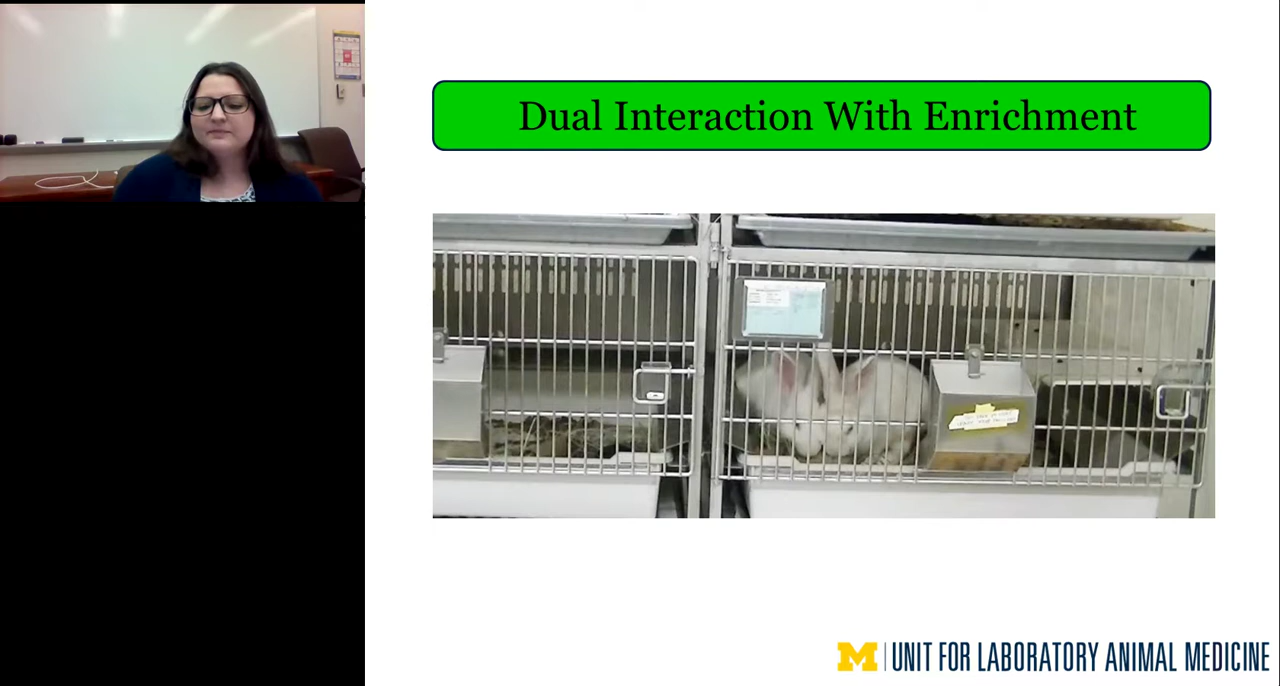 Dual Interaction With Enrichment
M | UNIT FOR LABORATORY ANIMAL MEDICINE